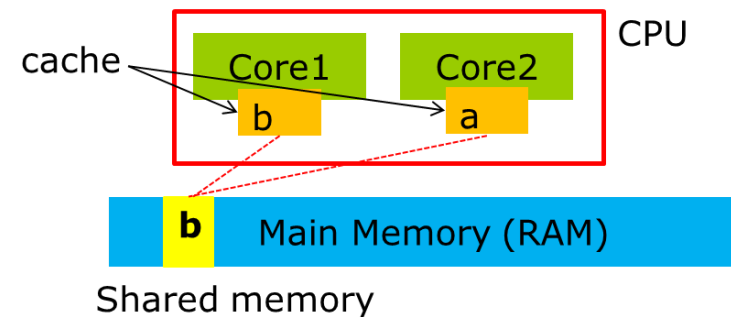 CPU
cache
Core1
Core2
b
a
b
Main Memory (RAM)
Shared memory